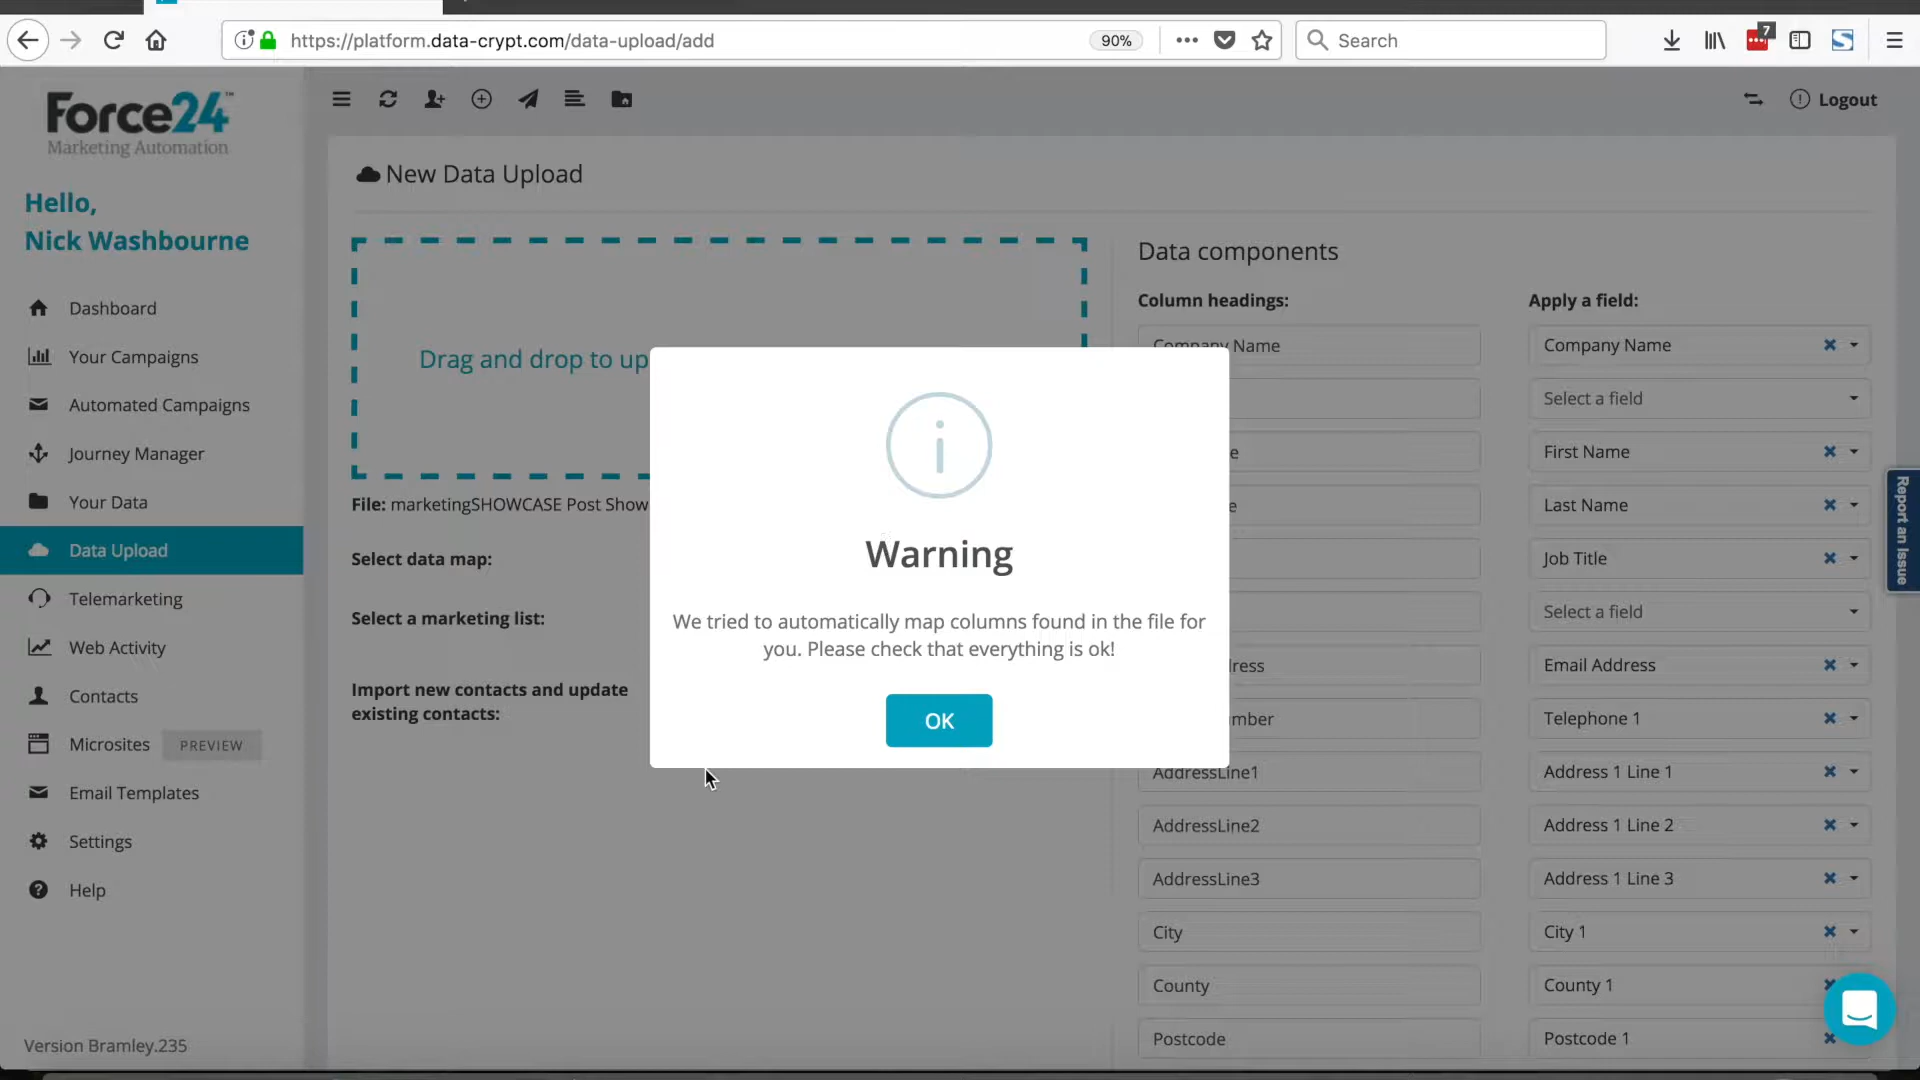 https://platform.data-crypt.com/data-upload/add
90%
Search
7
Force24™
Marketing Automation
Logout
Hello,
Nick Washbourne
Dashboard
Your Campaigns
Automated Campaigns
Journey Manager
Your Data
Data Upload
Telemarketing
Web Activity
Contacts
Microsites
PREVIEW
Email Templates
Settings
Help
Version Bramley.235
New Data Upload
Drag and drop to up
File: marketingSHOWCASE Post Show
Select data map:
Select a marketing list:
Import new contacts and update
existing contacts:
Warning
We tried to automatically map columns found in the file for
you. Please check that everything is ok!
OK
Data components
Column headings:
Apply a field:
Company Name
Company Name
Select a field
e
First Name
e
Last Name
Job Title
Select a field
ress
Email Address
mber
Telephone 1
AddressLine1
Address 1 Line 1
AddressLine2
Address 1 Line 2
AddressLine3
Address 1 Line 3
City
City 1
County
County 1
Postcode
Postcode 1
Report an Issue